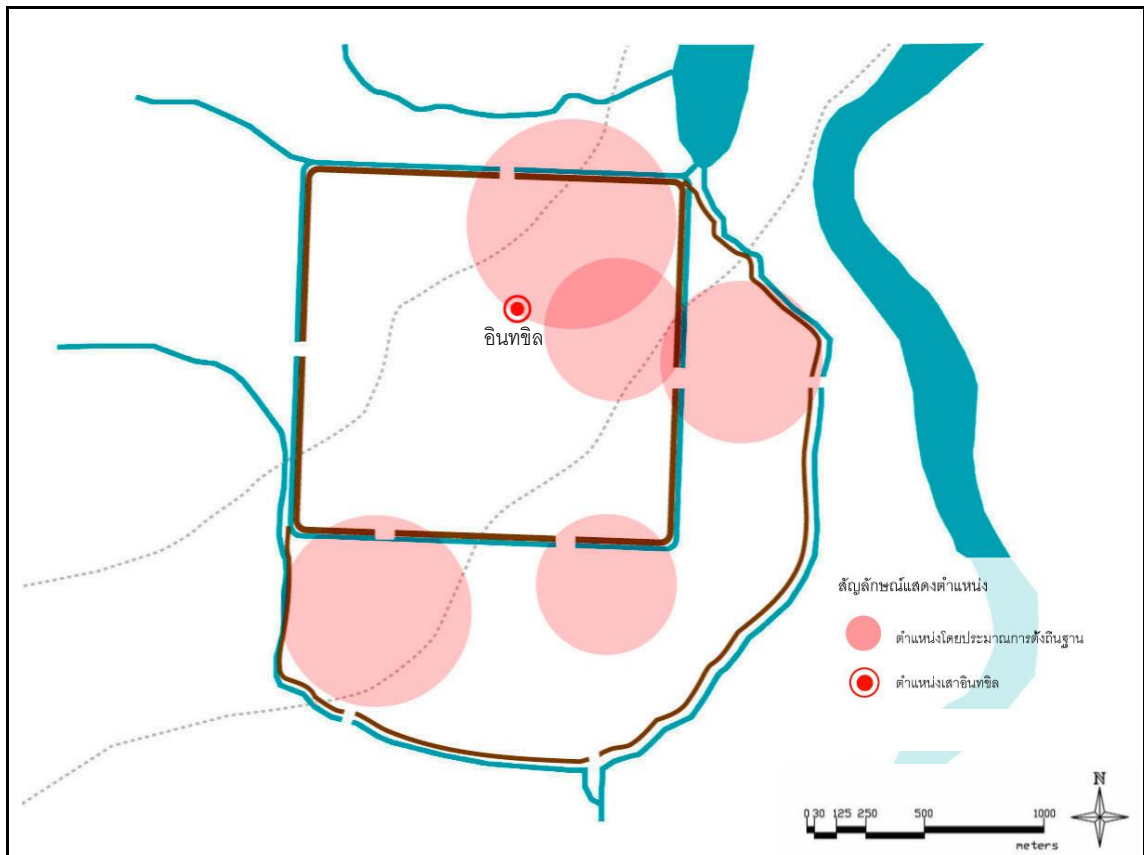 อินทขิล
สัญลักษณ์แสดงตำแหน่ง
ตำแหน่งโดยประมาณการตั้งถิ่นฐาน
ตำแหน่งเสาอินทขิล
N
0 30 125 250 500 1000
meters